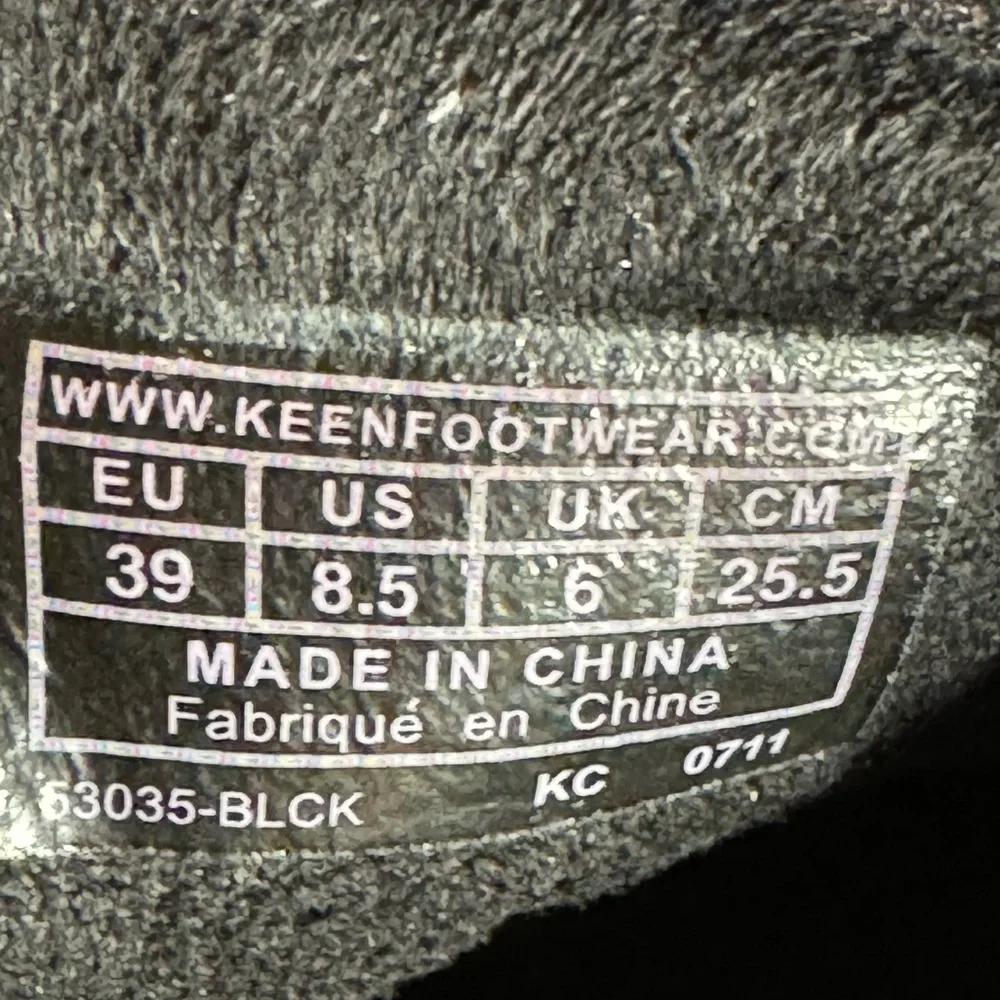 WWW.KEENFOOTWEAR.COM
EU US UK CM
39 8.5 6 25.5
MADE IN CHINA
Fabriqué en Chine
53035-BLCK KC 0711